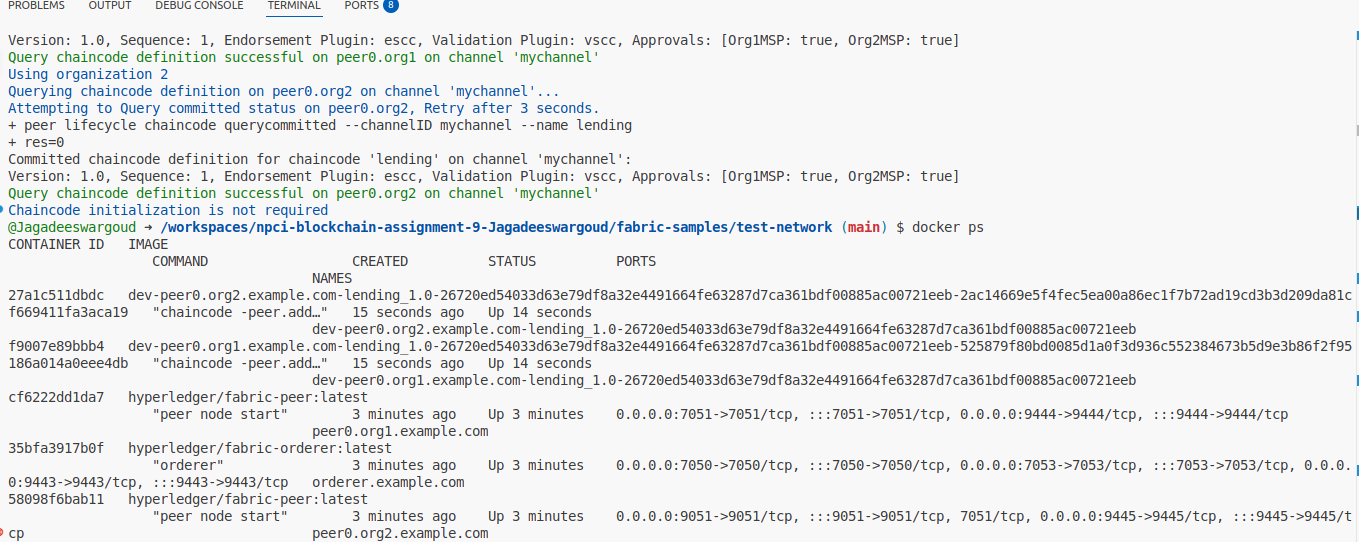 PROBLEMS OUTPUT DEBUG CONSOLE TERMINAL PORTS 8
Version: 1.0, Sequence: 1, Endorsement Plugin: escc, Validation Plugin: vscc, Approvals: [Org1MSP: true, Org2MSP: true]
Query chaincode definition successful on peer0.org1 on channel 'mychannel'
Using organization 2
Querying chaincode definition on peer0.org2 on channel 'mychannel'...
Attempting to Query committed status on peer0.org2, Retry after 3 seconds.
+ peer lifecycle chaincode querycommitted --channelID mychannel --name lending
+ res=0
Committed chaincode definition for chaincode 'lending' on channel 'mychannel':
Version: 1.0, Sequence: 1, Endorsement Plugin: escc, Validation Plugin: vscc, Approvals: [Org1MSP: true, Org2MSP: true]
Query chaincode definition successful on peer0.org2 on channel 'mychannel'
Chaincode initialization is not required
@Jagadeeswargoud → /workspaces/npci-blockchain-assignment-9-Jagadeeswargoud/fabric-samples/test-network (main) $ docker ps
CONTAINER ID IMAGE
COMMAND CREATED STATUS PORTS
NAMES
27a1c511dbdc dev-peer0.org2.example.com-lending_1.0-26720ed54033d63e79df8a32e4491664fe63287d7ca361bdf00885ac00721eeb-2ac14669e5f4fec5ea00a86ec1f7b72ad19cd3b3d209da81c
f669411fa3aca19 "chaincode -peer.add…" 15 seconds ago Up 14 seconds
dev-peer0.org2.example.com-lending_1.0-26720ed54033d63e79df8a32e4491664fe63287d7ca361bdf00885ac00721eeb
f9007e89bbb4 dev-peer0.org1.example.com-lending_1.0-26720ed54033d63e79df8a32e4491664fe63287d7ca361bdf00885ac00721eeb-525879f80bd0085d1a0f3d936c552384673b5d9e3b86f2f95
186a014a0eee4db "chaincode -peer.add…" 15 seconds ago Up 14 seconds
dev-peer0.org1.example.com-lending_1.0-26720ed54033d63e79df8a32e4491664fe63287d7ca361bdf00885ac00721eeb
cf6222dd1da7 hyperledger/fabric-peer:latest
"peer node start" 3 minutes ago Up 3 minutes 0.0.0.0:7051->7051/tcp, :::7051->7051/tcp, 0.0.0.0:9444->9444/tcp, :::9444->9444/tcp
peer0.org1.example.com
35bfa3917b0f hyperledger/fabric-orderer:latest
"orderer" 3 minutes ago Up 3 minutes 0.0.0.0:7050->7050/tcp, :::7050->7050/tcp, 0.0.0.0:7053->7053/tcp, :::7053->7053/tcp, 0.0.0.
0:9443->9443/tcp, :::9443->9443/tcp orderer.example.com
58098f6bab11 hyperledger/fabric-peer:latest
"peer node start" 3 minutes ago Up 3 minutes 0.0.0.0:9051->9051/tcp, :::9051->9051/tcp, 7051/tcp, 0.0.0.0:9445->9445/tcp, :::9445->9445/t
cp peer0.org2.example.com